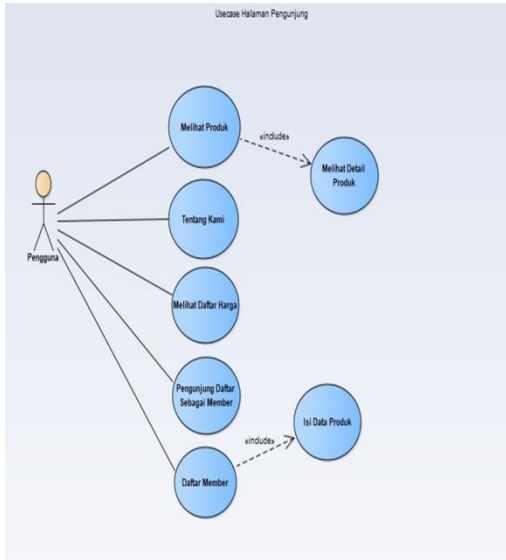 Usecase Halaman Pengunjung
Melihat Produk
«include»
Melihat Detail
Produk
Tentang Kami
Pengguna
Melihat Daftar Harga
Pengunjung Daftar
Sebagai Member
Isi Data Produk
«include»
Daftar Member